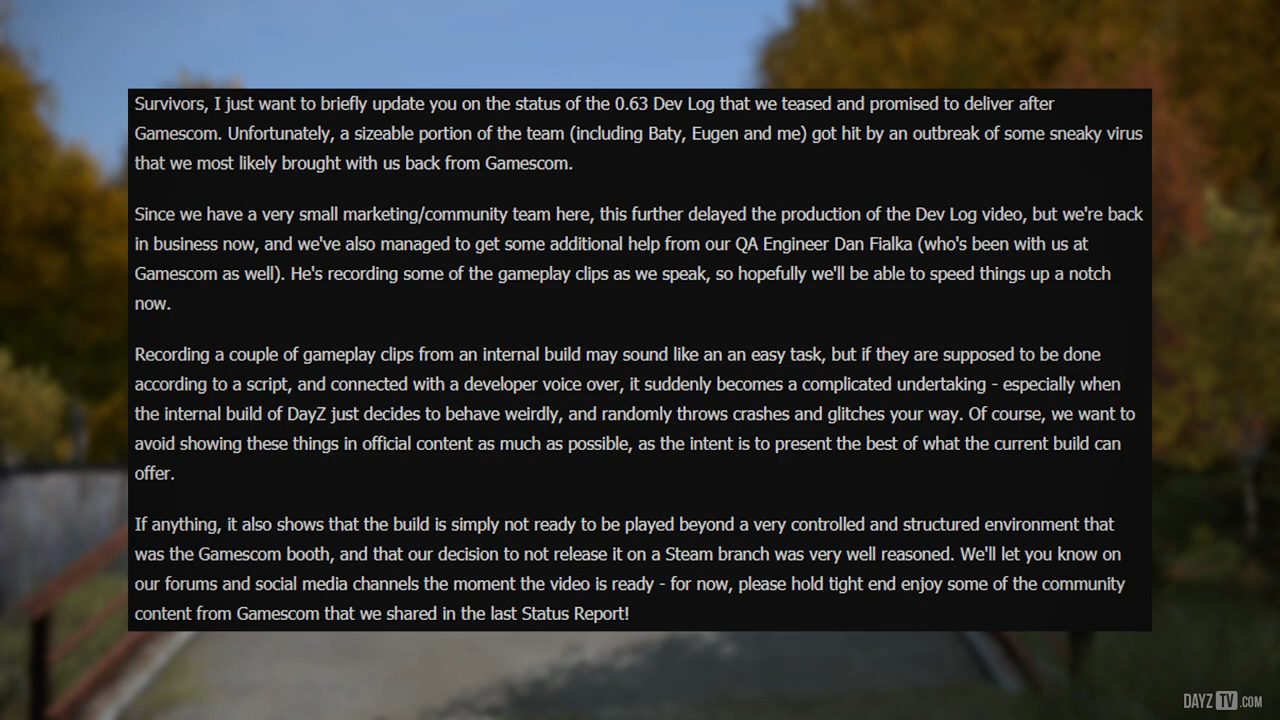 Survivors, I just want to briefly update you on the status of the 0.63 Dev Log that we teased and promised to deliver after
Gamescom. Unfortunately, a sizeable portion of the team (including Baty, Eugen and me) got hit by an outbreak of some sneaky virus
that we most likely brought with us back from Gamescom.
Since we have a very small marketing/community team here, this further delayed the production of the Dev Log video, but we're back
in business now, and we've also managed to get some additional help from our QA Engineer Dan Fialka (who's been with us at
Gamescom as well). He's recording some of the gameplay clips as we speak, so hopefully we'll be able to speed things up a notch
now.
Recording a couple of gameplay clips from an internal build may sound like an an easy task, but if they are supposed to be done
according to a script, and connected with a developer voice over, it suddenly becomes a complicated undertaking - especially when
the internal build of DayZ just decides to behave weirdly, and randomly throws crashes and glitches your way. Of course, we want to
avoid showing these things in official content as much as possible, as the intent is to present the best of what the current build can
offer.
If anything, it also shows that the build is simply not ready to be played beyond a very controlled and structured environment that
was the Gamescom booth, and that our decision to not release it on a Steam branch was very well reasoned. We'll let you know on
our forums and social media channels the moment the video is ready - for now, please hold tight end enjoy some of the community
content from Gamescom that we shared in the last Status Report!
DAYZ TV .COM